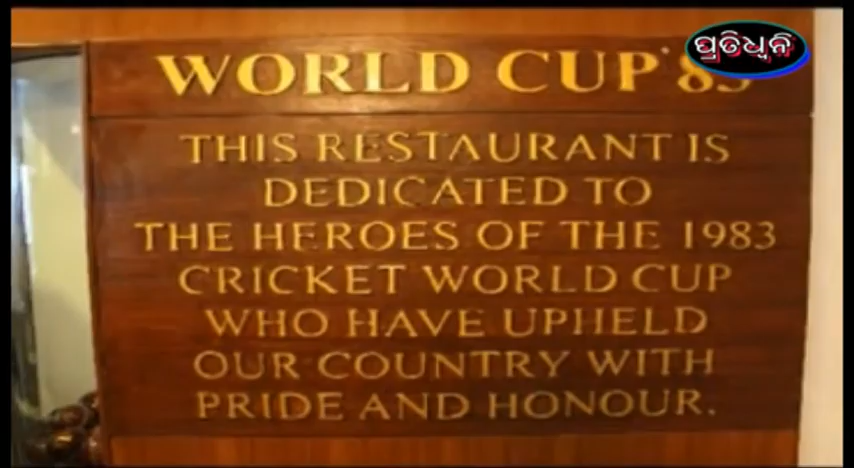 ପ୍ରତିଧ୍ୱନି
WORLD CUP '83
THIS RESTAURANT IS
DEDICATED TO
THE HEROES OF THE 1983
CRICKET WORLD CUP
WHO HAVE UPHELD
OUR COUNTRY WITH
PRIDE AND HONOUR.